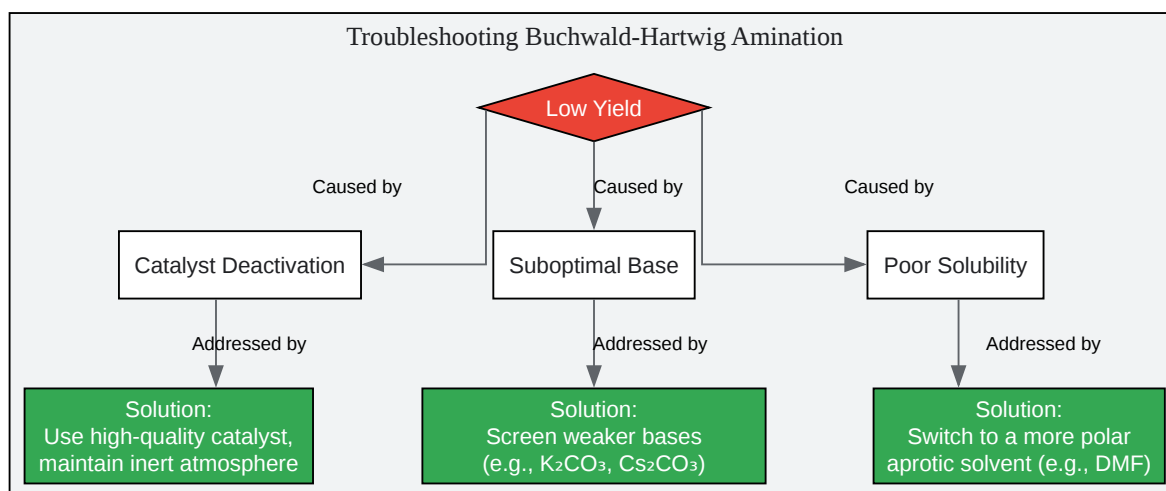 Troubleshooting Buchwald-Hartwig Amination
Low Yield
Caused by
Caused by
Caused by
Catalyst Deactivation
Suboptimal Base
Poor Solubility
Addressed by
Addressed by
Addressed by
Solution:
Use high-quality catalyst,
maintain inert atmosphere
Solution:
Screen weaker bases
(e.g., K₂CO₃, Cs₂CO₃)
Solution:
Switch to a more polar
aprotic solvent (e.g., DMF)